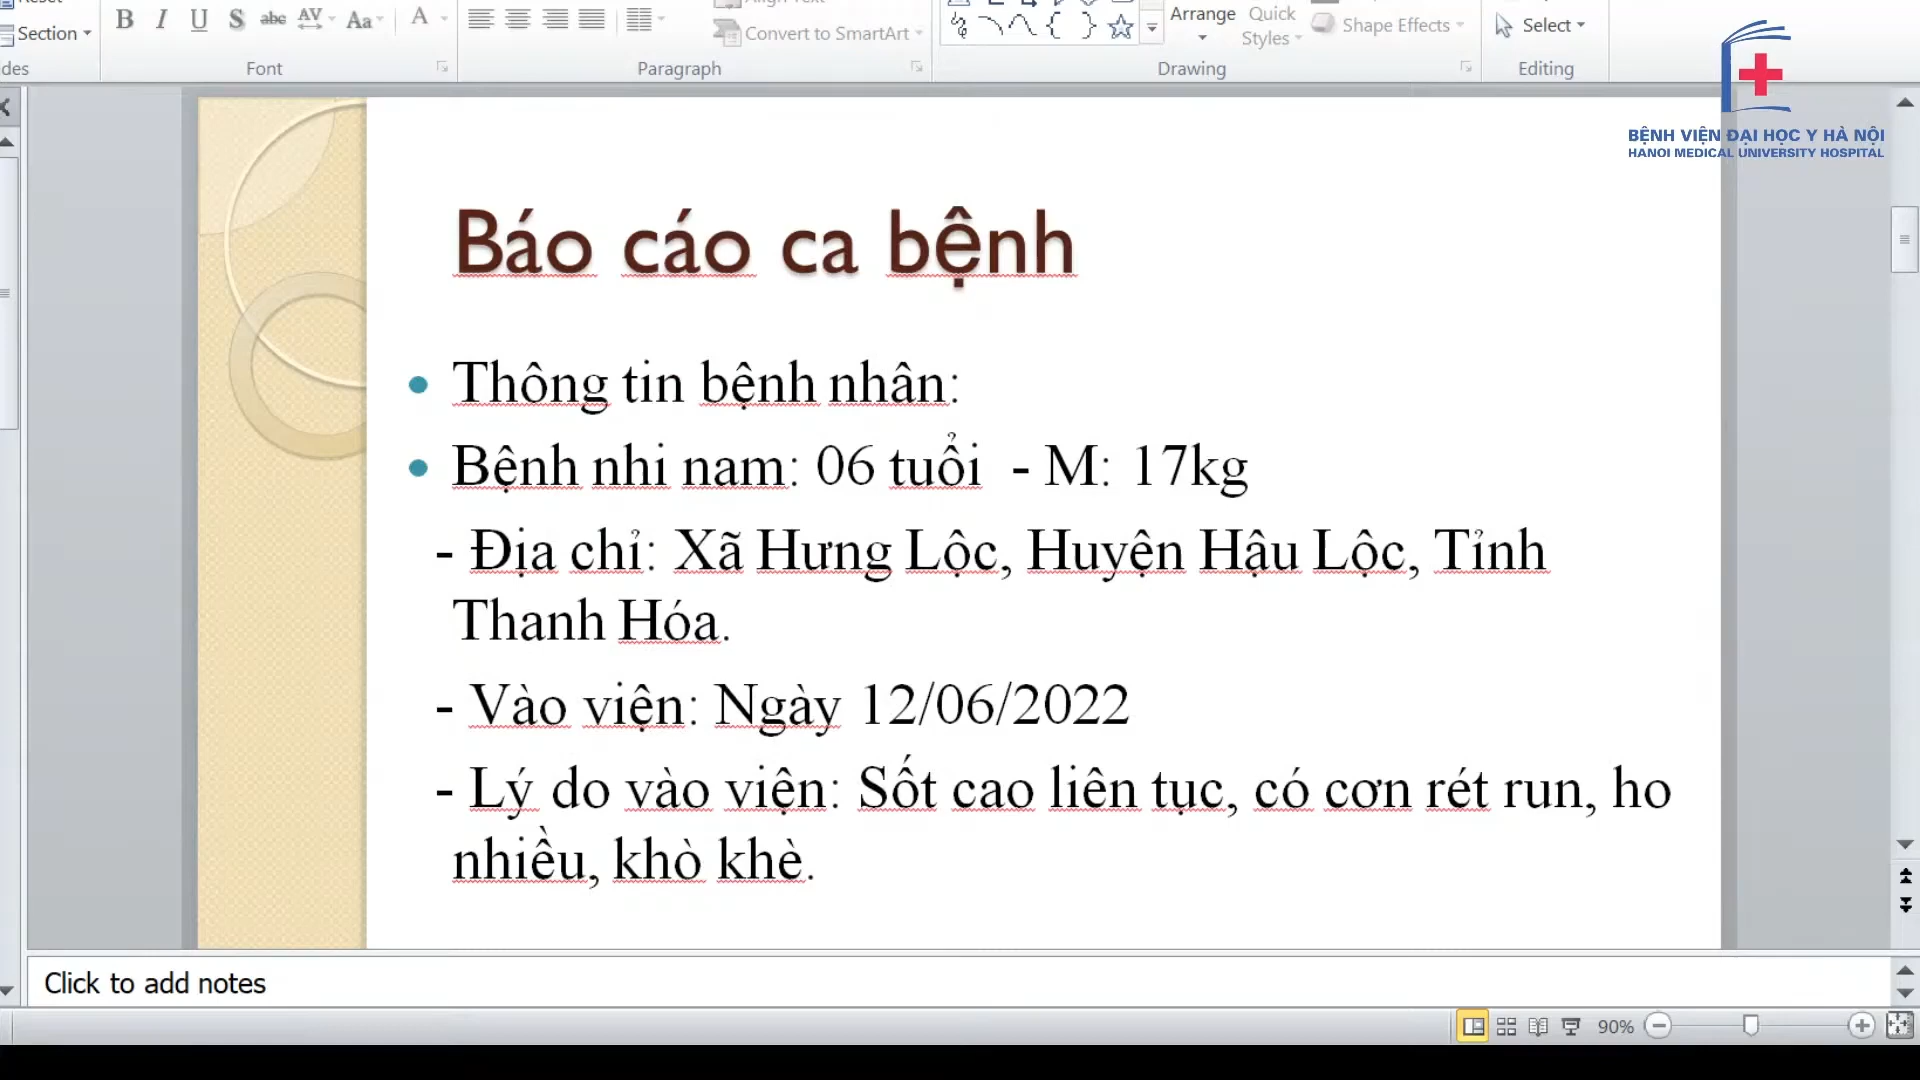 Section
B I U S abc AV Aa A
Convert to SmartArt
Arrange
Quick
Styles
Shape Effects
Select
Font
Paragraph
Drawing
Editing
BỆNH VIỆN ĐẠI HỌC Y HÀ NỘI
HANOI MEDICAL UNIVERSITY HOSPITAL
Báo cáo ca bệnh
Thông tin bệnh nhân:
Bệnh nhi nam: 06 tuổi - M: 17kg
- Địa chỉ: Xã Hưng Lộc, Huyện Hậu Lộc, Tỉnh
Thanh Hóa.
- Vào viện: Ngày 12/06/2022
- Lý do vào viện: Sốt cao liên tục, có cơn rét run, ho
nhiều, khò khè.
Click to add notes
90%